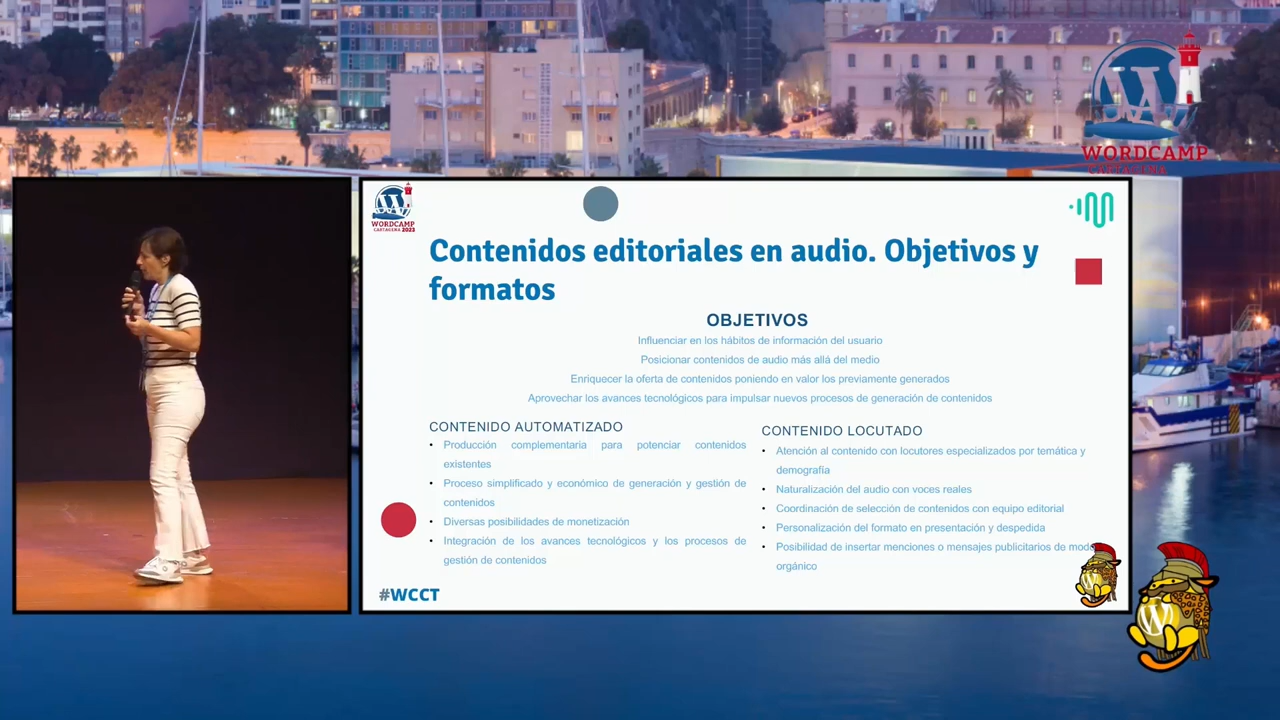 WORDCAMP
CARTAGENA
WORDCAMP
CARTAGENA 2023
Contenidos editoriales en audio. Objetivos y
formatos
OBJETIVOS
Influenciar en los hábitos de información del usuario
Posicionar contenidos de audio más allá del medio
Enriquecer la oferta de contenidos poniendo en valor los previamente generados
Aprovechar los avances tecnológicos para impulsar nuevos procesos de generación de contenidos
CONTENIDO AUTOMATIZADO
• Producción complementaria para potenciar contenidos
existentes
• Proceso simplificado y económico de generación y gestión de
contenidos
• Diversas posibilidades de monetización
• Integración de los avances tecnológicos y los procesos de
gestión de contenidos
CONTENIDO LOCUTADO
• Atención al contenido con locutores especializados por temática y
demografía
• Naturalización del audio con voces reales
• Coordinación de selección de contenidos con equipo editorial
• Personalización del formato en presentación y despedida
• Posibilidad de insertar menciones o mensajes publicitarios de modo
orgánico
#WCCT